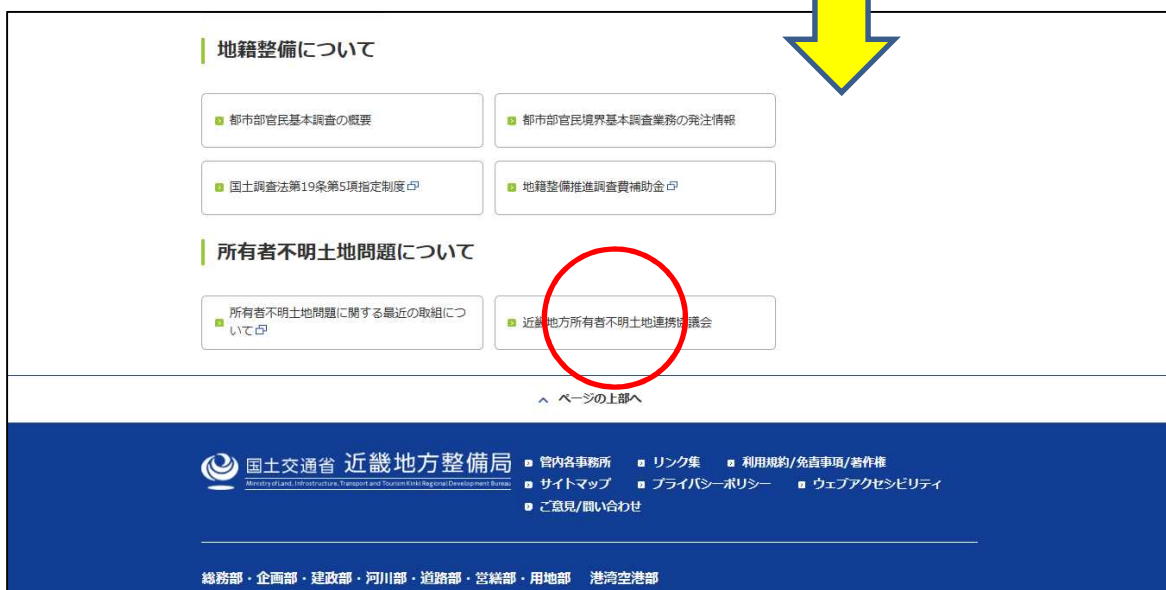 地籍整備について
都市部官民基本調査の概要
都市部官民境界基本調査業務の発注情報
国土調査法第19条第5項指定制度
地籍整備推進調査費補助金
所有者不明土地問題について
所有者不明土地問題に関する最近の取組につ
いて
近畿地方所有者不明土地連携協議会
ページの上部へ
国土交通省 近畿地方整備局
Ministry of Land, Infrastructure, Transport and Tourism Kinki Regional Development Bureau
管内各事務所 リンク集 利用規約/免責事項/著作権
サイトマップ プライバシーポリシー ウェブアクセシビリティ
ご意見/問い合わせ
総務部・企画部・建政部・河川部・道路部・営繕部・用地部 港湾空港部